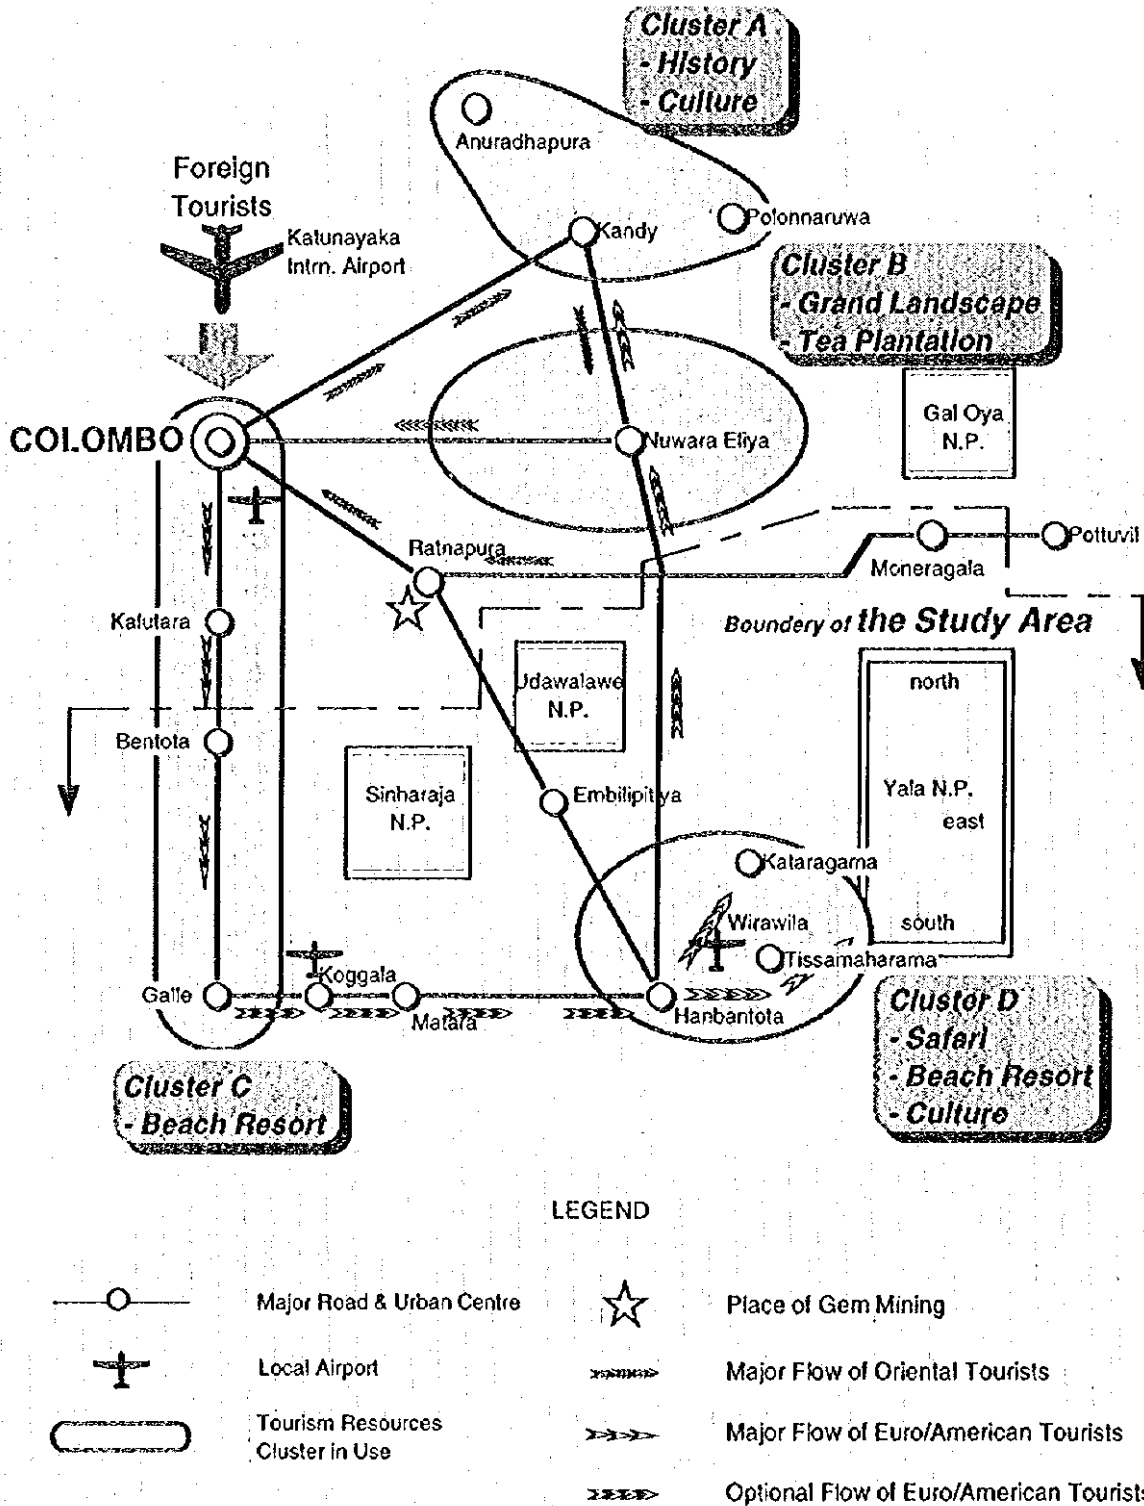 Cluster A
- History
- Culture
Anuradhapura
Foreign
Tourists
Katunayaka
Intrn. Airport
Kandy
Polonnaruwa
Cluster B
- Grand Landscape
- Tea Plantation
Gal Oya
N.P.
COLOMBO
Nuwara Eliya
Ratnapura
Moneragala
Pottuvil
Kalutara
Boundery of the Study Area
Udawalawe
N.P.
north
Bentota
Sinharaja
N.P.
Embilipitiya
Yala N.P.
east
Kataragama
Wirawila
south
Tissamaharama
Koggala
Galle
Matara
Hanbantota
Cluster D
- Safari
- Beach Resort
- Culture
Cluster C
- Beach Resort
LEGEND
Major Road & Urban Centre
Place of Gem Mining
Local Airport
Major Flow of Oriental Tourists
Tourism Resources
Cluster in Use
Major Flow of Euro/American Tourists
Optional Flow of Euro/American Tourists